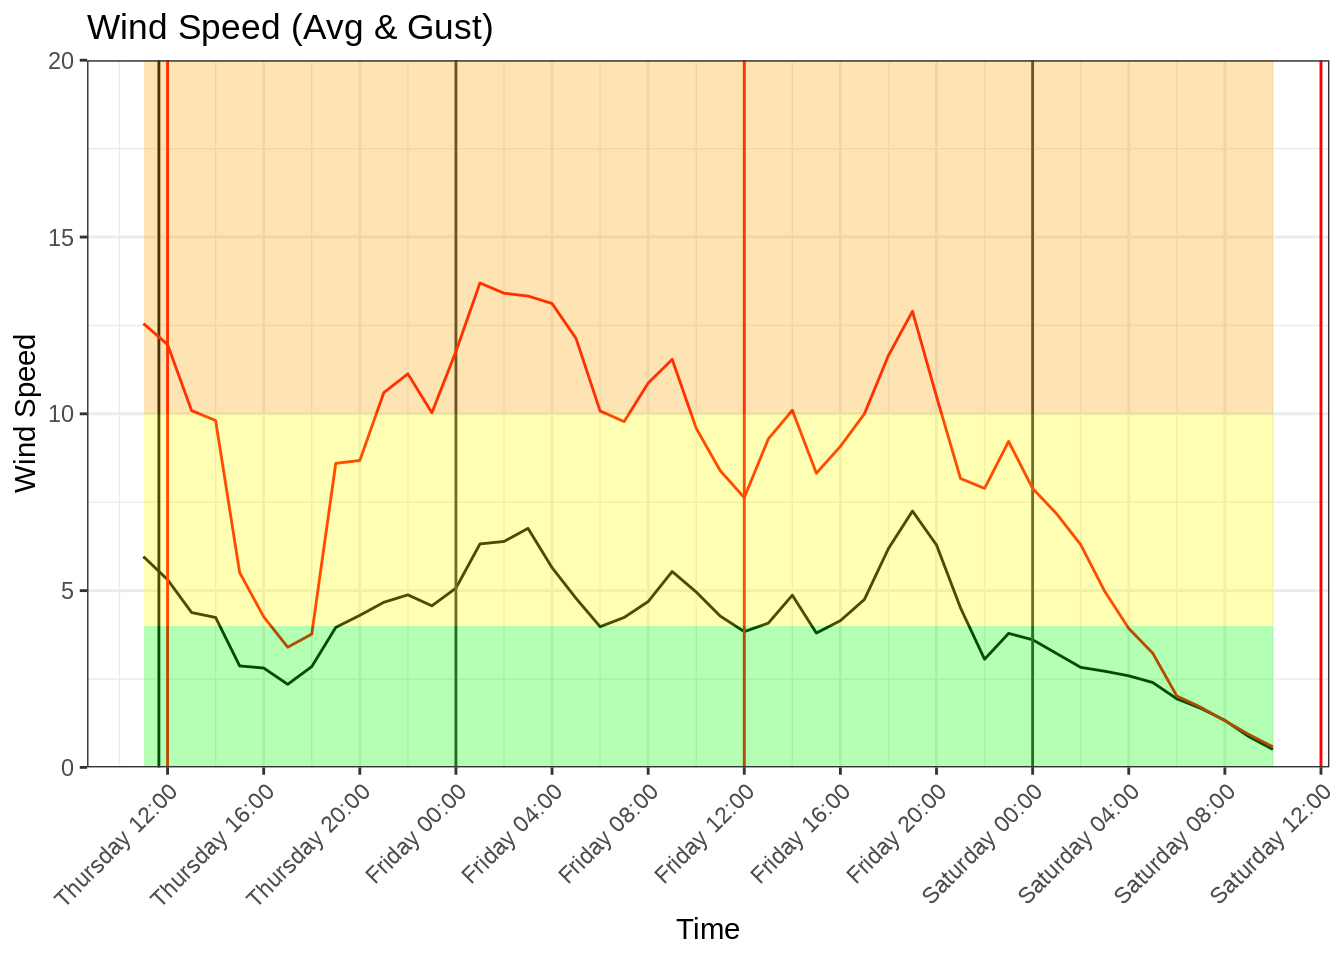 Wind Speed (Avg & Gust)
Wind Speed
20
15
10
5
0
Thursday 12:00
Thursday 16:00
Thursday 20:00
Friday 00:00
Friday 04:00
Friday 08:00
Friday 12:00
Friday 16:00
Friday 20:00
Saturday 00:00
Saturday 04:00
Saturday 08:00
Saturday 12:00
Time